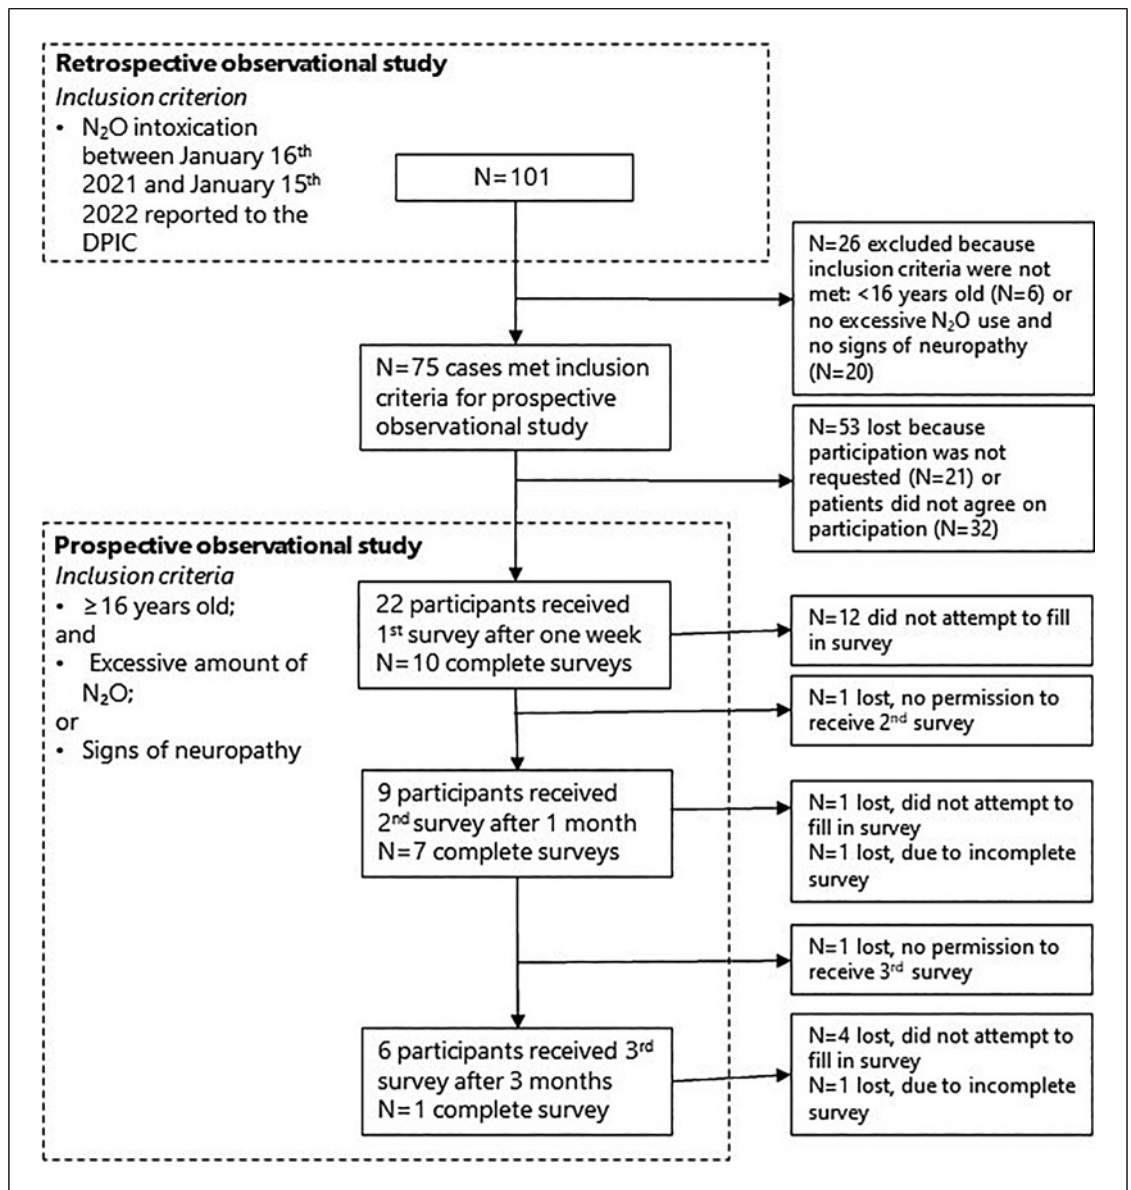 Retrospective observational study
Inclusion criterion
• N₂O intoxication
between January 16th
2021 and January 15th
2022 reported to the
DPIC
N=101
N=26 excluded because
inclusion criteria were not
met: <16 years old (N=6) or
no excessive N₂O use and
no signs of neuropathy
(N=20)
N=75 cases met inclusion
criteria for prospective
observational study
N=53 lost because
participation was not
requested (N=21) or
patients did not agree on
participation (N=32)
Prospective observational study
Inclusion criteria
• ≥16 years old;
and
• Excessive amount of
N₂O;
or
• Signs of neuropathy
22 participants received
1st survey after one week
N=10 complete surveys
N=12 did not attempt to fill
in survey
N=1 lost, no permission to
receive 2nd survey
9 participants received
2nd survey after 1 month
N=7 complete surveys
N=1 lost, did not attempt to
fill in survey
N=1 lost, due to incomplete
survey
N=1 lost, no permission to
receive 3rd survey
6 participants received 3rd
survey after 3 months
N=1 complete survey
N=4 lost, did not attempt to
fill in survey
N=1 lost, due to incomplete
survey